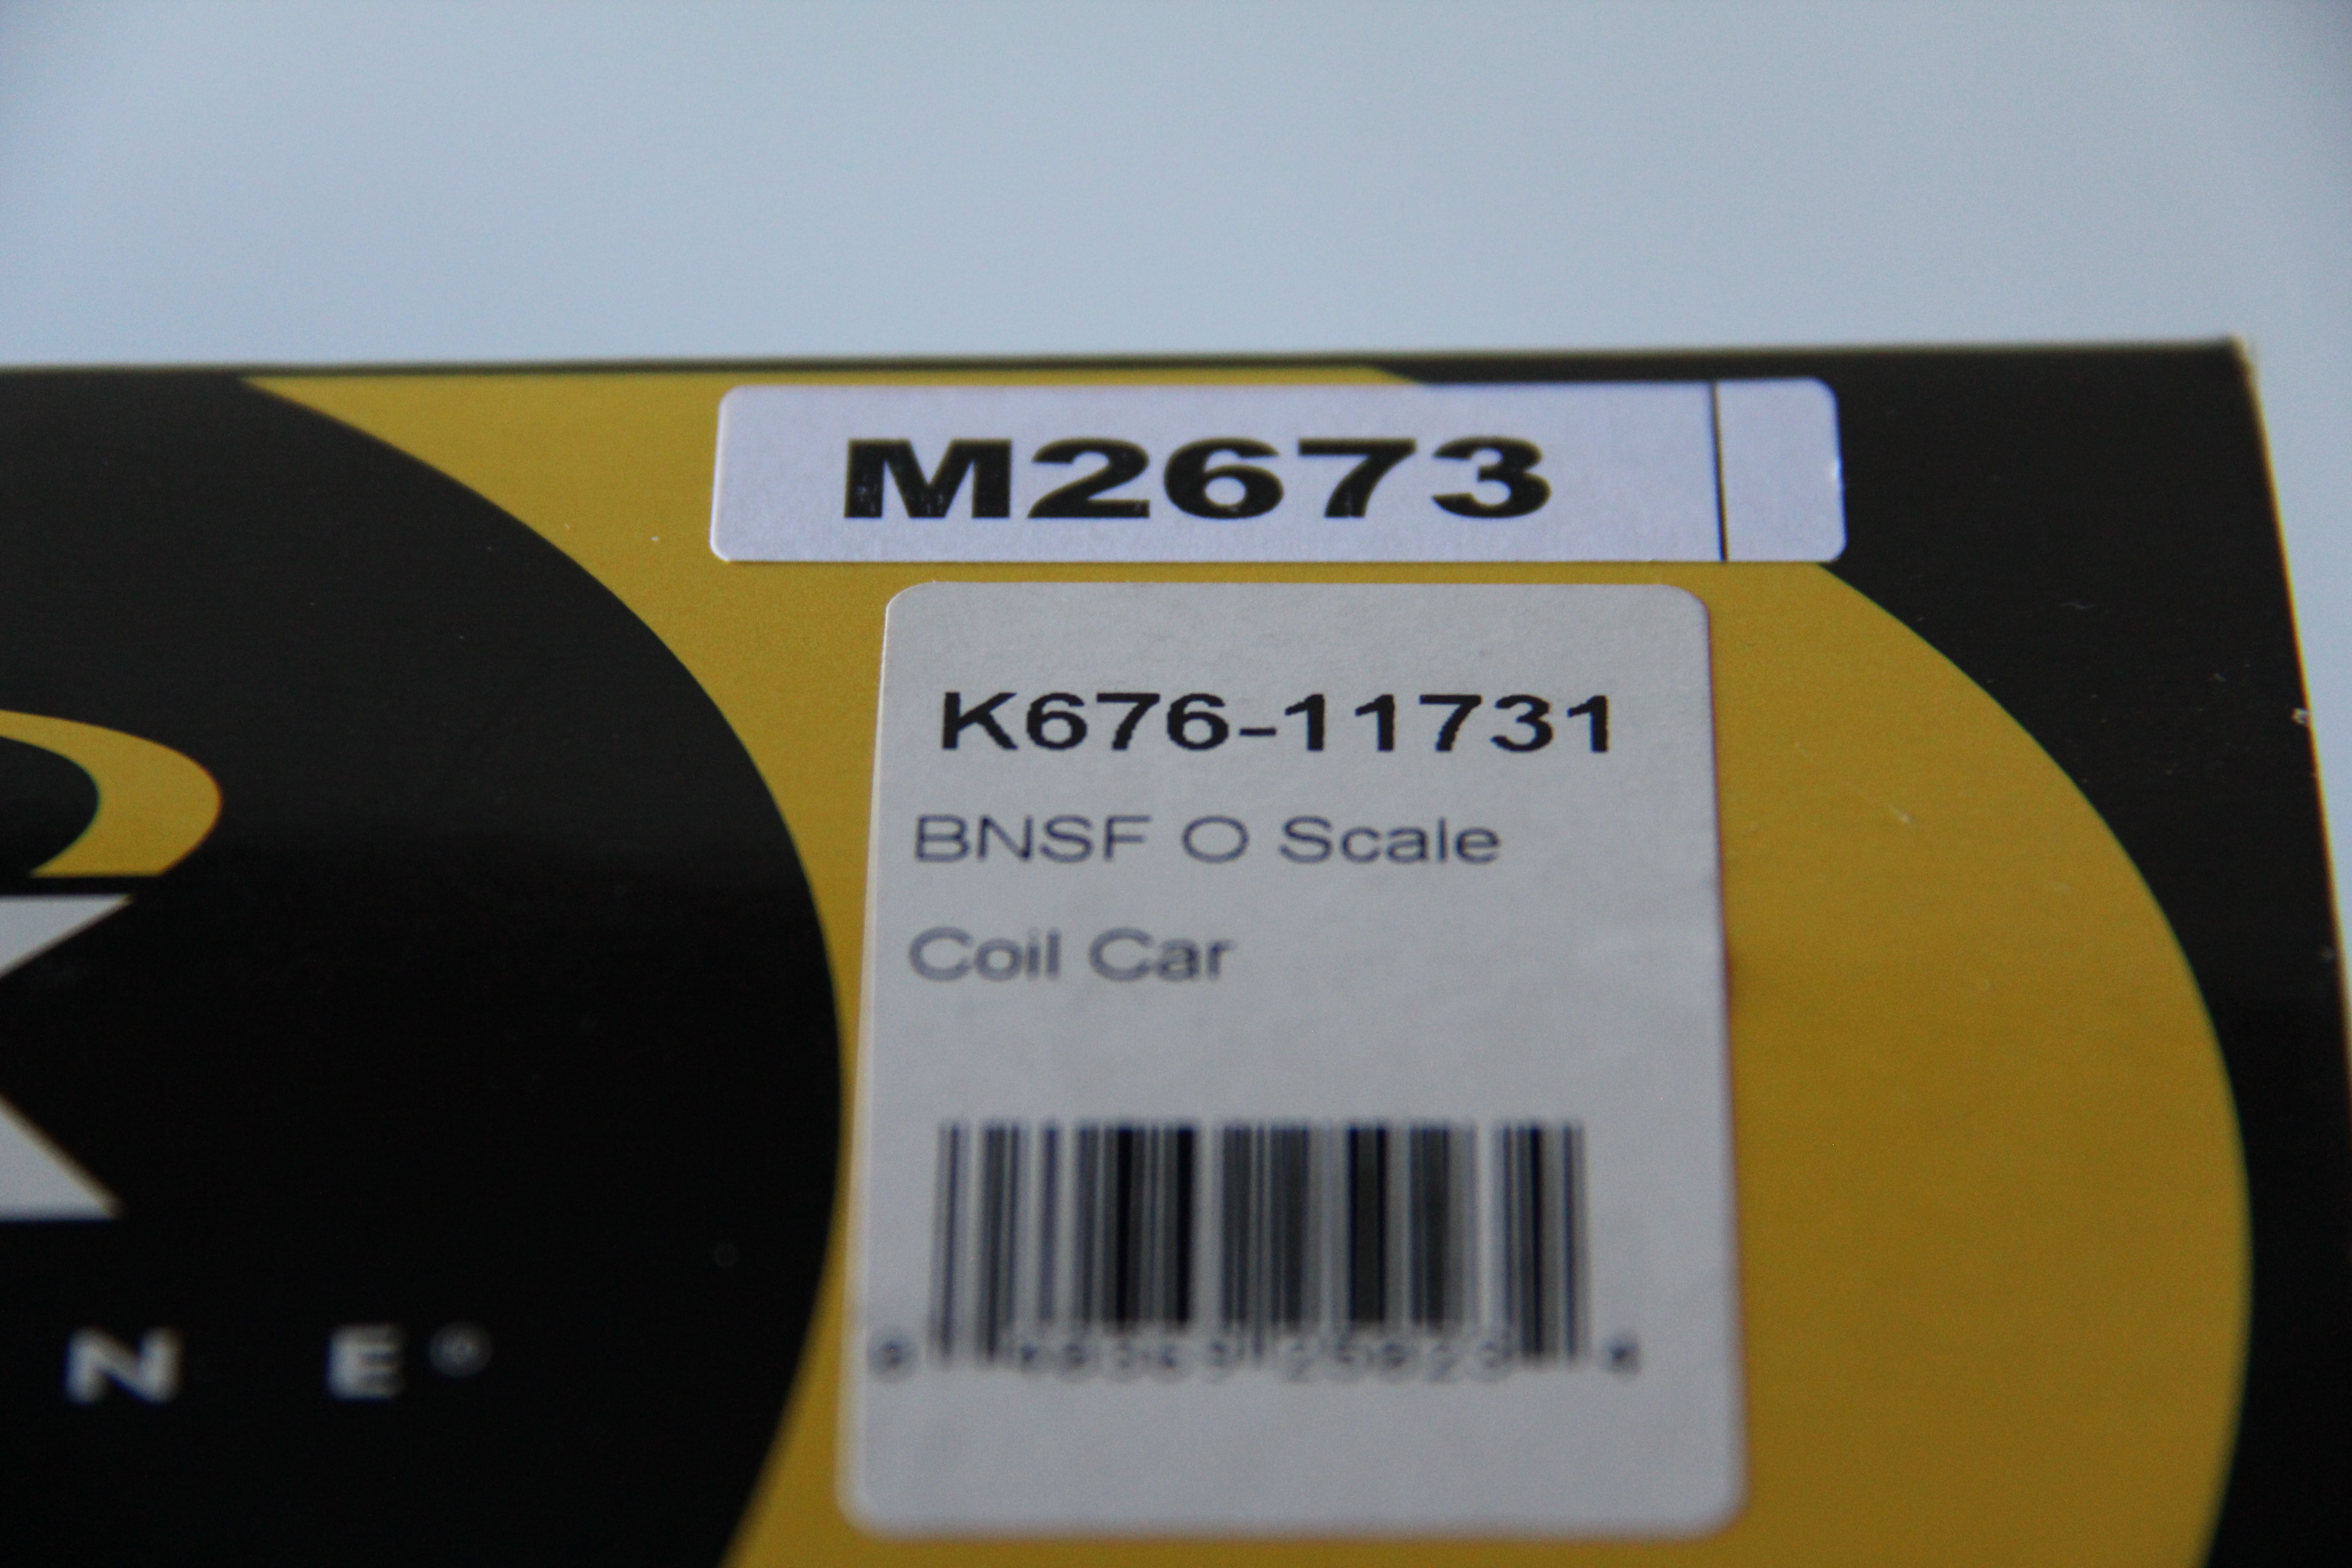 M2673
K676-11731
BNSF O Scale
Coil Car
K
N E®